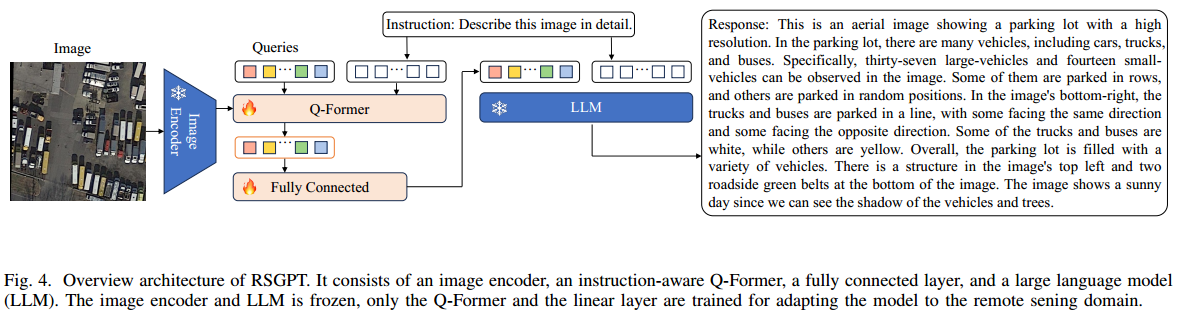 Instruction: Describe this image in detail.
Image
Queries
Image
Encoder
Q-Former
Fully Connected
LLM
Response: This is an aerial image showing a parking lot with a high
resolution. In the parking lot, there are many vehicles, including cars, trucks,
and buses. Specifically, thirty-seven large-vehicles and fourteen small-
vehicles can be observed in the image. Some of them are parked in rows,
and others are parked in random positions. In the image's bottom-right, the
trucks and buses are parked in a line, with some facing the same direction
and some facing the opposite direction. Some of the trucks and buses are
white, while others are yellow. Overall, the parking lot is filled with a
variety of vehicles. There is a structure in the image's top left and two
roadside green belts at the bottom of the image. The image shows a sunny
day since we can see the shadow of the vehicles and trees.
Fig. 4. Overview architecture of RSGPT. It consists of an image encoder, an instruction-aware Q-Former, a fully connected layer, and a large language model
(LLM). The image encoder and LLM is frozen, only the Q-Former and the linear layer are trained for adapting the model to the remote sening domain.